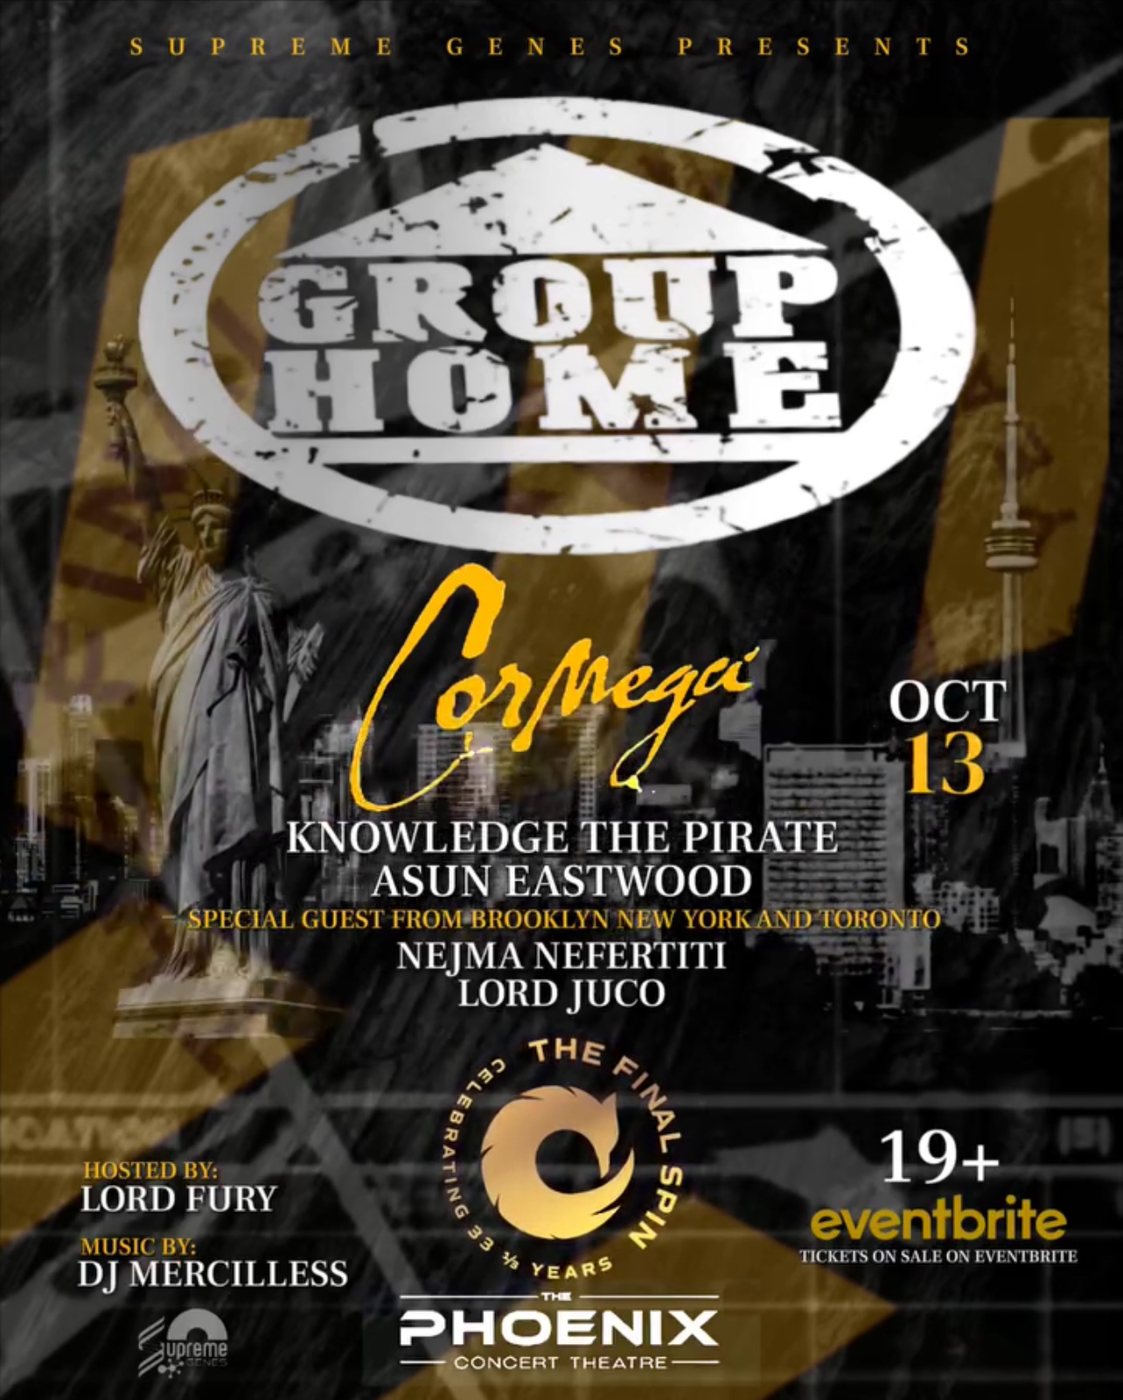 SUPREME GENES PRESENTS
GROUP
HOME
Cormega
OCT
13
KNOWLEDGE THE PIRATE
ASUN EASTWOOD
SPECIAL GUEST FROM BROOKLYN NEW YORK AND TORONTO
NEJMA NEFERTITI
LORD JUCO
THE FINAL SPIN
CELEBRATING 33 ⅓ YEARS
19+
eventbrite
TICKETS ON SALE ON EVENTBRITE
HOSTED BY:
LORD FURY
MUSIC BY:
DJ MERCILLESS
Supreme
GENES
THE
PHOENIX
CONCERT THEATRE